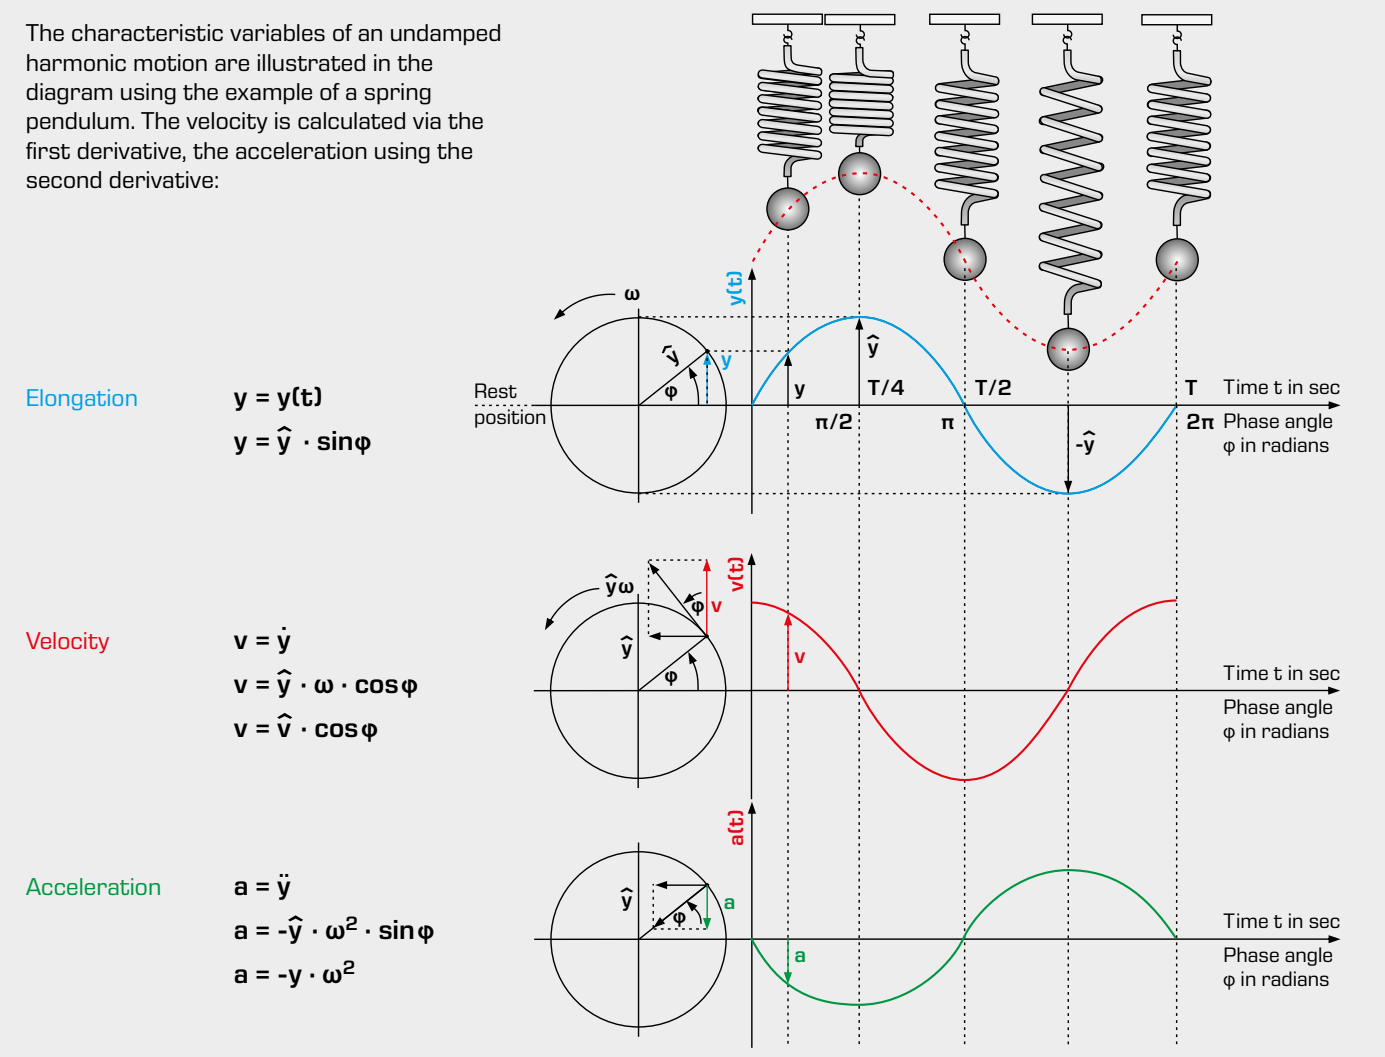 The characteristic variables of an undamped
harmonic motion are illustrated in the
diagram using the example of a spring
pendulum. The velocity is calculated via the
first derivative, the acceleration using the
second derivative:
y(t)
ω
ŷ
φ
y
y
ŷ
-ŷ
Rest
position
T/4
T/2
T
π/2
π
2π
Time t in sec
Phase angle
φ in radians
Elongation
y = y(t)
y = ŷ · sinφ
v(t)
ŷω
φ
v
ŷ
φ
v
Time t in sec
Phase angle
φ in radians
Velocity
v = ẏ
v = ŷ · ω · cosφ
v = v̂ · cosφ
a(t)
ŷ
φ
a
a
Time t in sec
Phase angle
φ in radians
Acceleration
a = ÿ
a = -ŷ · ω² · sinφ
a = -y · ω²